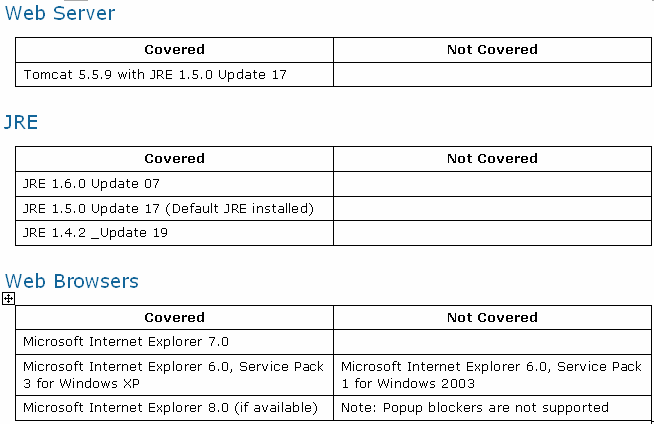 Web Server
Covered Not Covered
Tomcat 5.5.9 with JRE 1.5.0 Update 17
JRE
Covered Not Covered
JRE 1.6.0 Update 07
JRE 1.5.0 Update 17 (Default JRE installed)
JRE 1.4.2 _Update 19
Web Browsers
Covered Not Covered
Microsoft Internet Explorer 7.0
Microsoft Internet Explorer 6.0, Service Pack Microsoft Internet Explorer 6.0, Service Pack
3 for Windows XP 1 for Windows 2003
Microsoft Internet Explorer 8.0 (if available) Note: Popup blockers are not supported